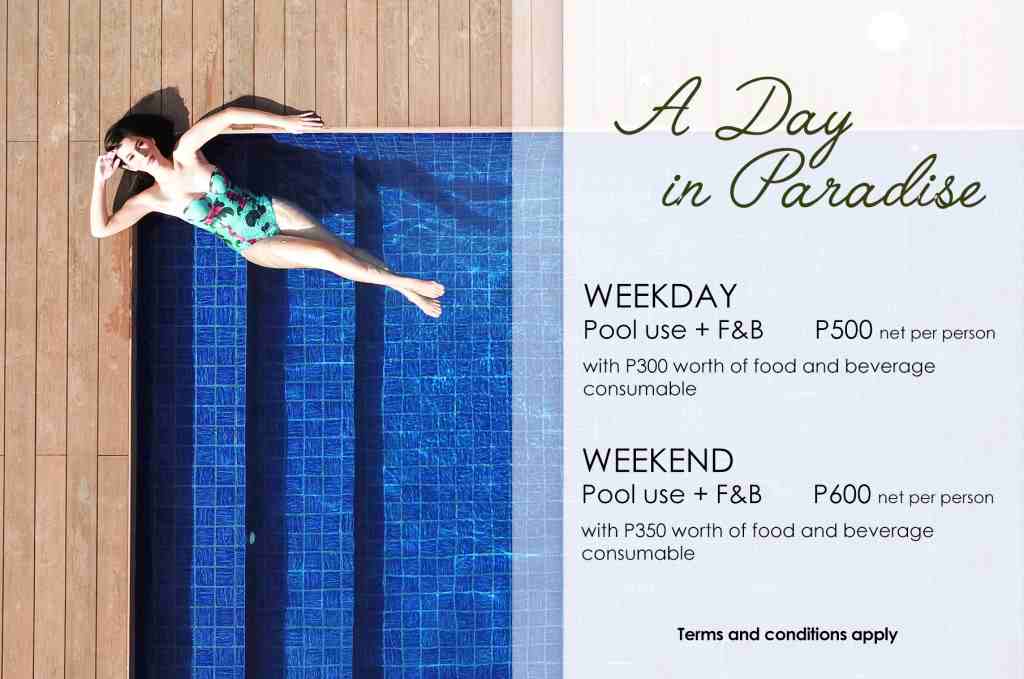 A Day
in Paradise
WEEKDAY
Pool use + F&B P500 net per person
with P300 worth of food and beverage
consumable
WEEKEND
Pool use + F&B P600 net per person
with P350 worth of food and beverage
consumable
Terms and conditions apply